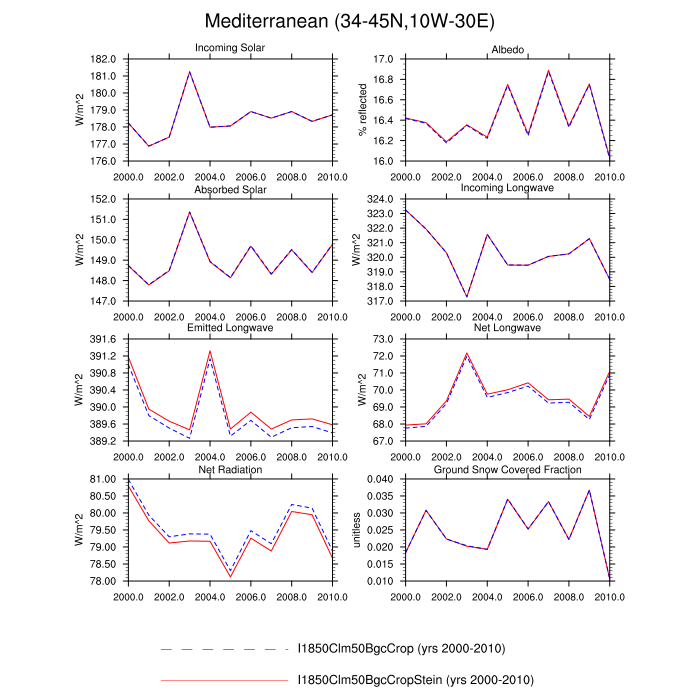 Mediterranean (34-45N,10W-30E)
Incoming Solar
W/m^2
182.0
181.0
180.0
179.0
178.0
177.0
176.0
2000.0 2002.0 2004.0 2006.0 2008.0 2010.0
Albedo
% reflected
17.0
16.8
16.6
16.4
16.2
16.0
2000.0 2002.0 2004.0 2006.0 2008.0 2010.0
Absorbed Solar
W/m^2
152.0
151.0
150.0
149.0
148.0
147.0
2000.0 2002.0 2004.0 2006.0 2008.0 2010.0
Incoming Longwave
W/m^2
324.0
323.0
322.0
321.0
320.0
319.0
318.0
317.0
2000.0 2002.0 2004.0 2006.0 2008.0 2010.0
Emitted Longwave
W/m^2
391.6
391.2
390.8
390.4
390.0
389.6
389.2
2000.0 2002.0 2004.0 2006.0 2008.0 2010.0
Net Longwave
W/m^2
73.0
72.0
71.0
70.0
69.0
68.0
67.0
2000.0 2002.0 2004.0 2006.0 2008.0 2010.0
Net Radiation
W/m^2
81.00
80.50
80.00
79.50
79.00
78.50
78.00
2000.0 2002.0 2004.0 2006.0 2008.0 2010.0
Ground Snow Covered Fraction
unitless
0.040
0.035
0.030
0.025
0.020
0.015
0.010
2000.0 2002.0 2004.0 2006.0 2008.0 2010.0
I1850Clm50BgcCrop (yrs 2000-2010)
I1850Clm50BgcCropStein (yrs 2000-2010)